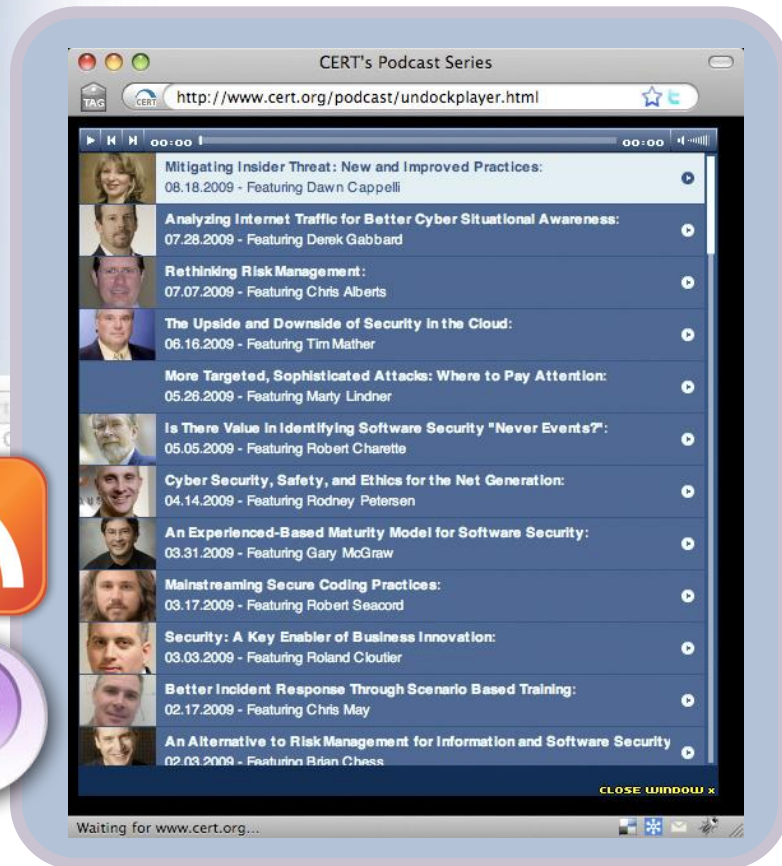 CERT's Podcast Series
TAG
CERT
http://www.cert.org/podcast/undockplayer.html
00:00
00:00
Mitigating Insider Threat: New and Improved Practices:
08.18.2009 - Featuring Dawn Cappelli
Analyzing Internet Traffic for Better Cyber Situational Awareness:
07.28.2009 - Featuring Derek Gabbard
Rethinking Risk Management:
07.07.2009 - Featuring Chris Alberts
The Upside and Downside of Security in the Cloud:
06.16.2009 - Featuring Tim Mather
More Targeted, Sophisticated Attacks: Where to Pay Attention:
05.26.2009 - Featuring Marty Lindner
Is There Value in Identifying Software Security "Never Events?":
05.05.2009 - Featuring Robert Charette
Cyber Security, Safety, and Ethics for the Net Generation:
04.14.2009 - Featuring Rodney Petersen
An Experienced-Based Maturity Model for Software Security:
03.31.2009 - Featuring Gary McGraw
Mainstreaming Secure Coding Practices:
03.17.2009 - Featuring Robert Seacord
Security: A Key Enabler of Business Innovation:
03.03.2009 - Featuring Roland Cloutier
Better Incident Response Through Scenario Based Training:
02.17.2009 - Featuring Chris May
An Alternative to Risk Management for Information and Software Security
02.03.2009 - Featuring Brian Chess
CLOSE WINDOW x
Waiting for www.cert.org...